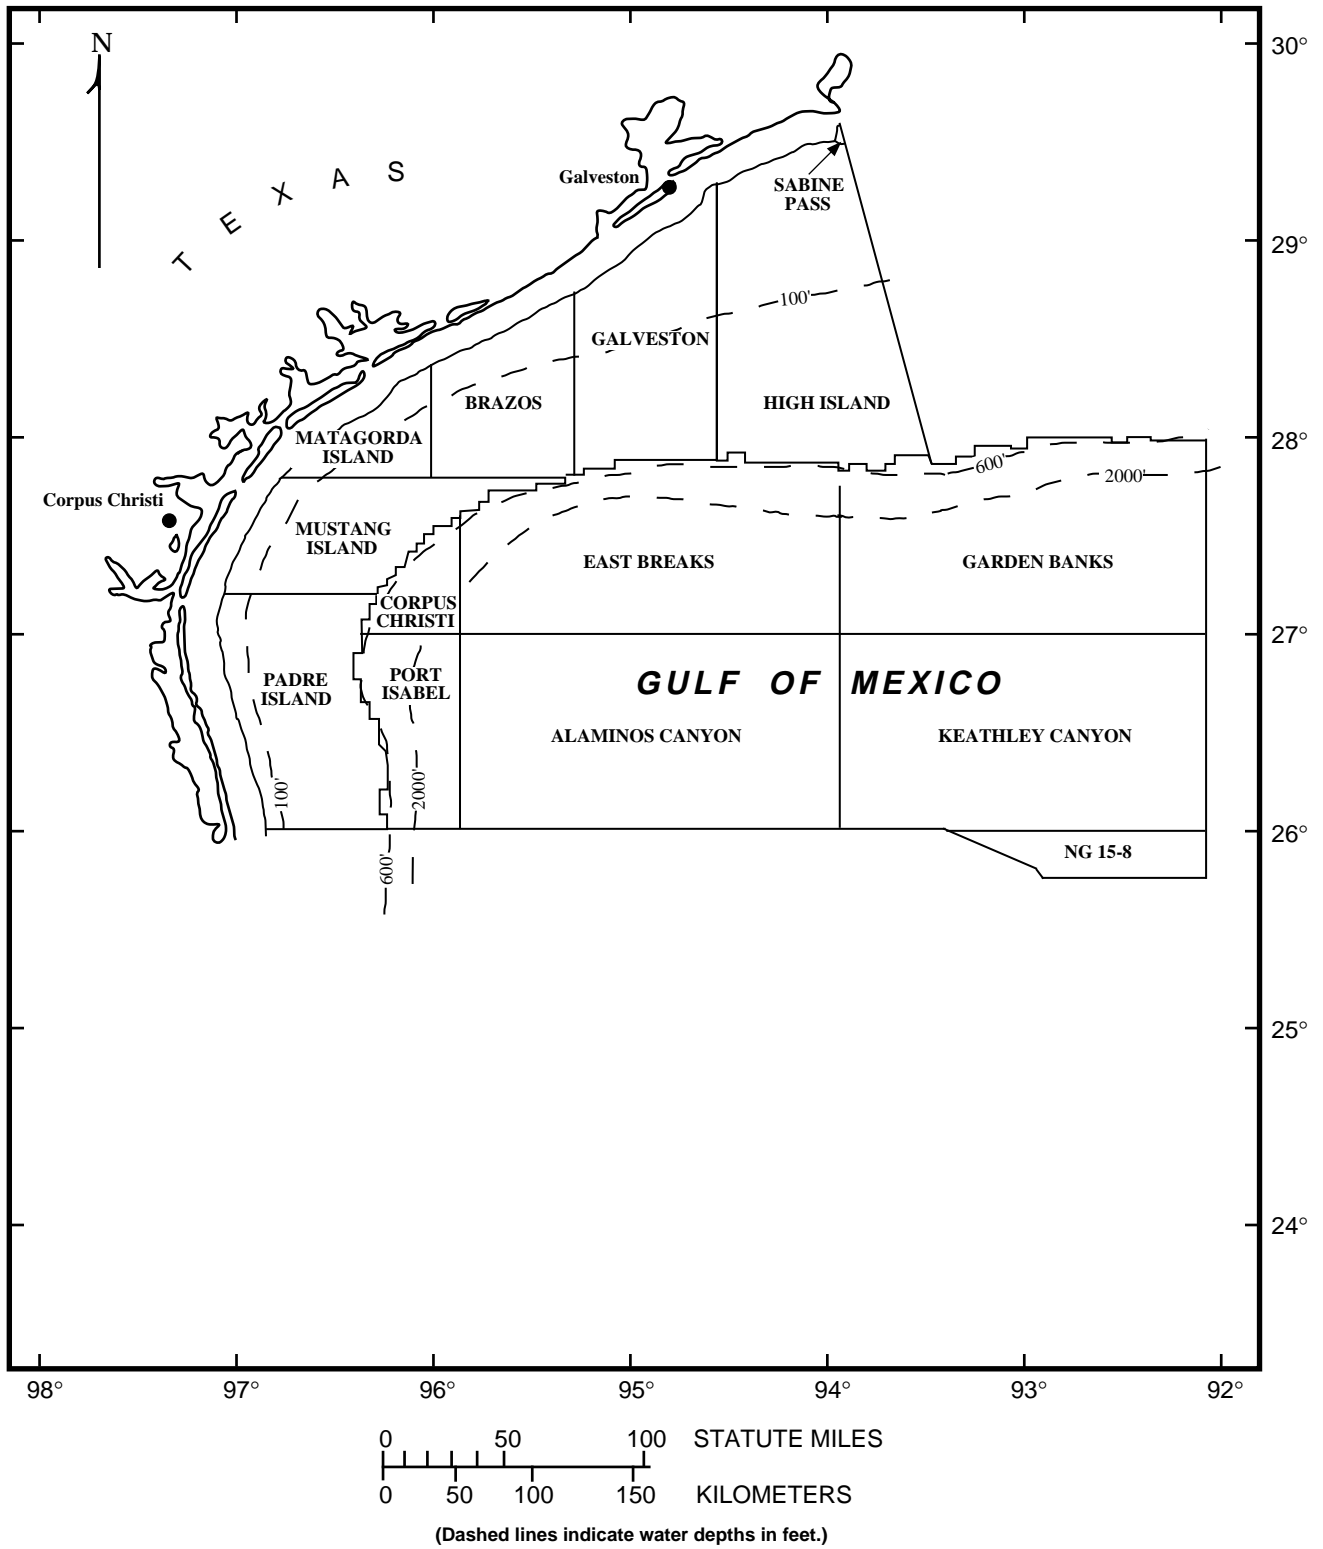 N
30°
TEXAS
Galveston
SABINE
PASS
29°
100'
GALVESTON
BRAZOS
HIGH ISLAND
MATAGORDA
ISLAND
28°
600'
2000'
Corpus Christi
MUSTANG
ISLAND
EAST BREAKS
GARDEN BANKS
CORPUS
CHRISTI
27°
PADRE
ISLAND
PORT
ISABEL
GULF OF MEXICO
ALAMINOS CANYON
KEATHLEY CANYON
100'
2000'
26°
600'
NG 15-8
25°
24°
98° 97° 96° 95° 94° 93° 92°
0 50 100 STATUTE MILES
0 50 100 150 KILOMETERS
(Dashed lines indicate water depths in feet.)